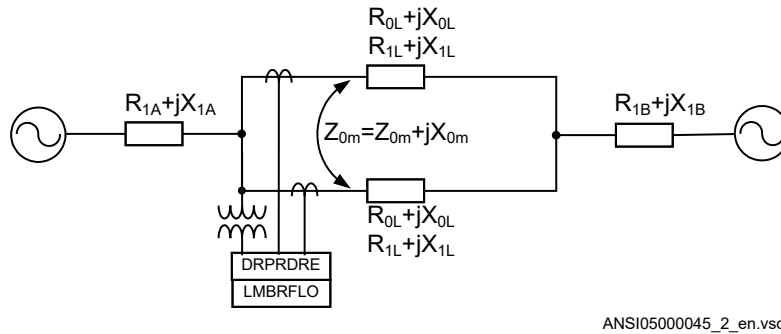 R0L+jX0L
R1L+jX1L
R1A+jX1A
R1B+jX1B
Z0m=Z0m+jX0m
R0L+jX0L
R1L+jX1L
DRPRDRE
LMBRFLO
ANSI05000045_2_en.vsd